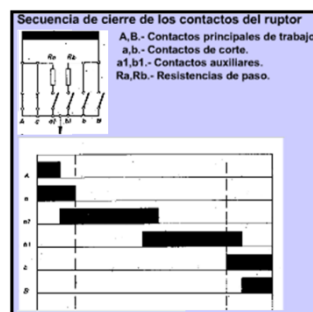 Secuencia de cierre de los contactos del ruptor
A,B.- Contactos principales de trabajo
a,b.- Contactos de corte.
a1,b1.- Contactos auxiliares.
Ra,Rb.- Resistencias de paso.
Ra Rb
A a1 b1 b B
A
a
a1
b1
b
B